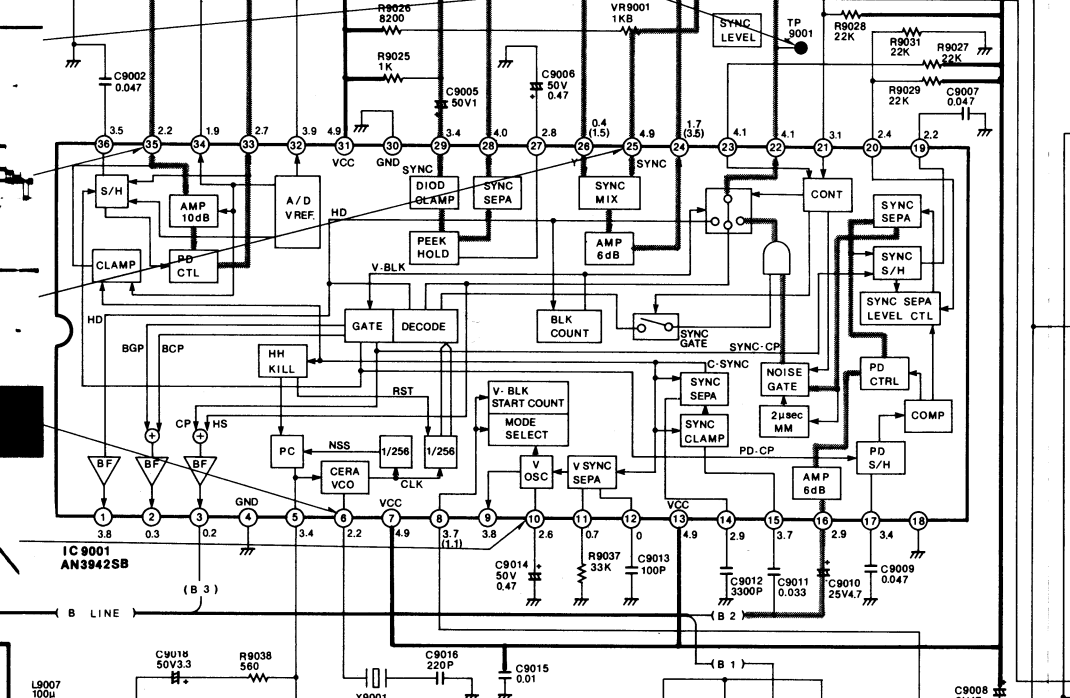 R9026
8200
VR9001
1KB
SYNC
LEVEL
TP
9001
R9028
22K
R9031
22K
R9027
22K
R9025
1K
C9002
0.047
C9005
50V1
C9006
50V
0.47
R9029
22K
C9007
0.047
3.5
2.2
1.9
2.7
3.9
4.9
3.4
4.0
2.8
0.4
(1.5)
4.9
1.7
(3.5)
4.1
4.1
3.1
2.4
2.2
36
35
34
33
32
31
30
29
28
27
26
25
24
23
22
21
20
19
VCC
GND
SYNC
Y
SYNC
S/H
AMP
10dB
A/D
V REF.
DIOD
CLAMP
SYNC
SEPA
SYNC
MIX
CONT
SYNC
SEPA
HD
CLAMP
PD
CTL
PEEK
HOLD
AMP
6dB
SYNC
S/H
V-BLK
SYNC SEPA
LEVEL CTL
HD
GATE
DECODE
BLK
COUNT
SYNC
GATE
BGP
BCP
SYNC-CP
HH
KILL
C-SYNC
SYNC
SEPA
NOISE
GATE
PD
CTRL
RST
V- BLK
START COUNT
MODE
SELECT
SYNC
CLAMP
2μsec
MM
COMP
CP
HS
PC
NSS
1/256
1/256
PD-CP
PD
S/H
BF
BF
BF
CERA
VCO
CLK
V
OSC
V SYNC
SEPA
AMP
6dB
GND
VCC
VCC
1
2
3
4
5
6
7
8
9
10
11
12
13
14
15
16
17
18
3.8
0.3
0.2
3.4
2.2
4.9
3.7
(1.1)
3.8
2.6
0.7
0
4.9
2.9
3.7
2.9
3.4
IC9001
AN3942SB
C9014
50V
0.47
R9037
33K
C9013
100P
C9012
3300P
C9011
0.033
C9010
25V4.7
C9009
0.047
(B 3)
( B LINE )
(B 2)
(B 1)
C9018
50V3.3
R9038
560
C9016
220P
C9015
0.01
L9007
100μ
X9001
C9008